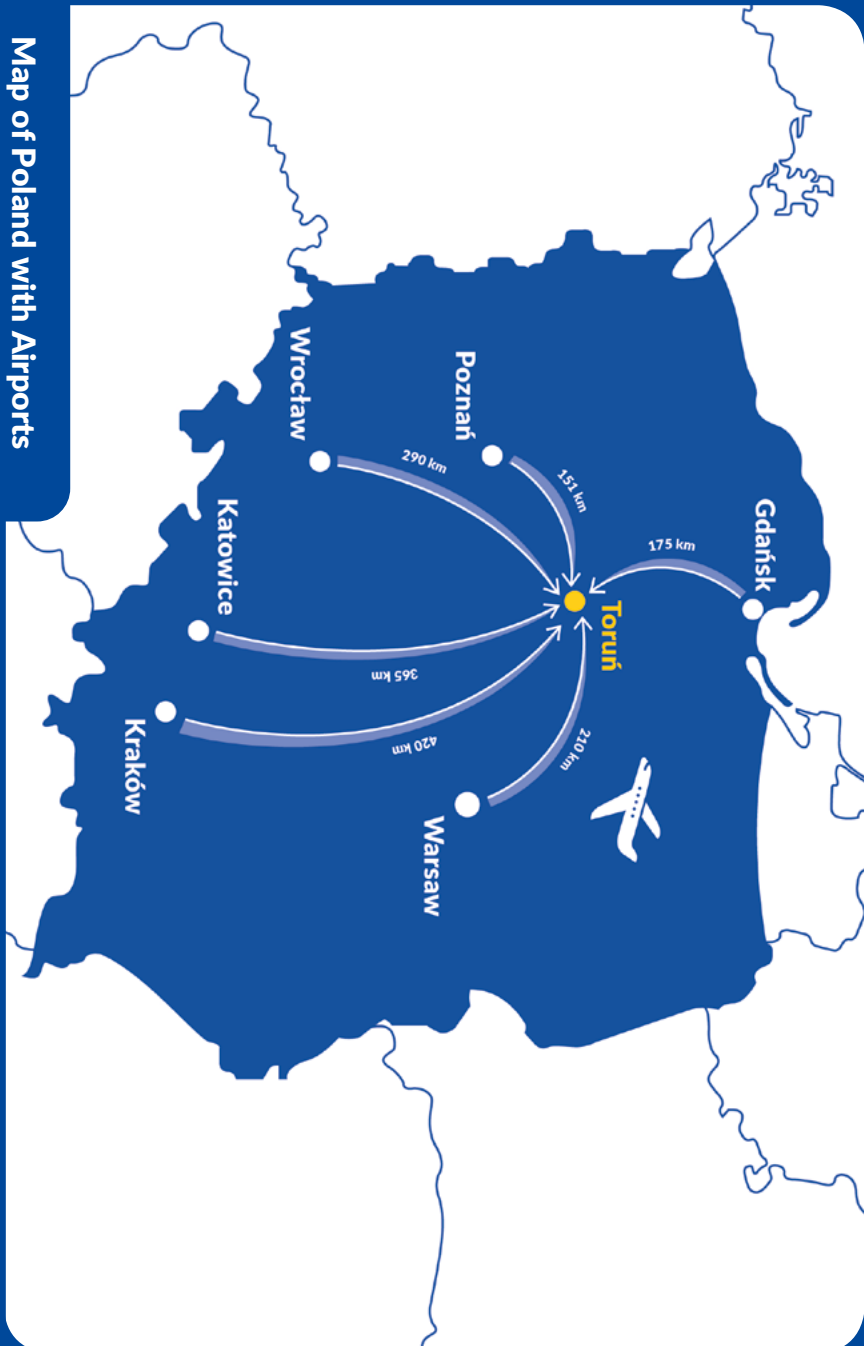 Map of Poland with Airports
Gdańsk
175 km
Toruń
151 km
Poznań
210 km
Warsaw
290 km
Wrocław
365 km
420 km
Katowice
Kraków